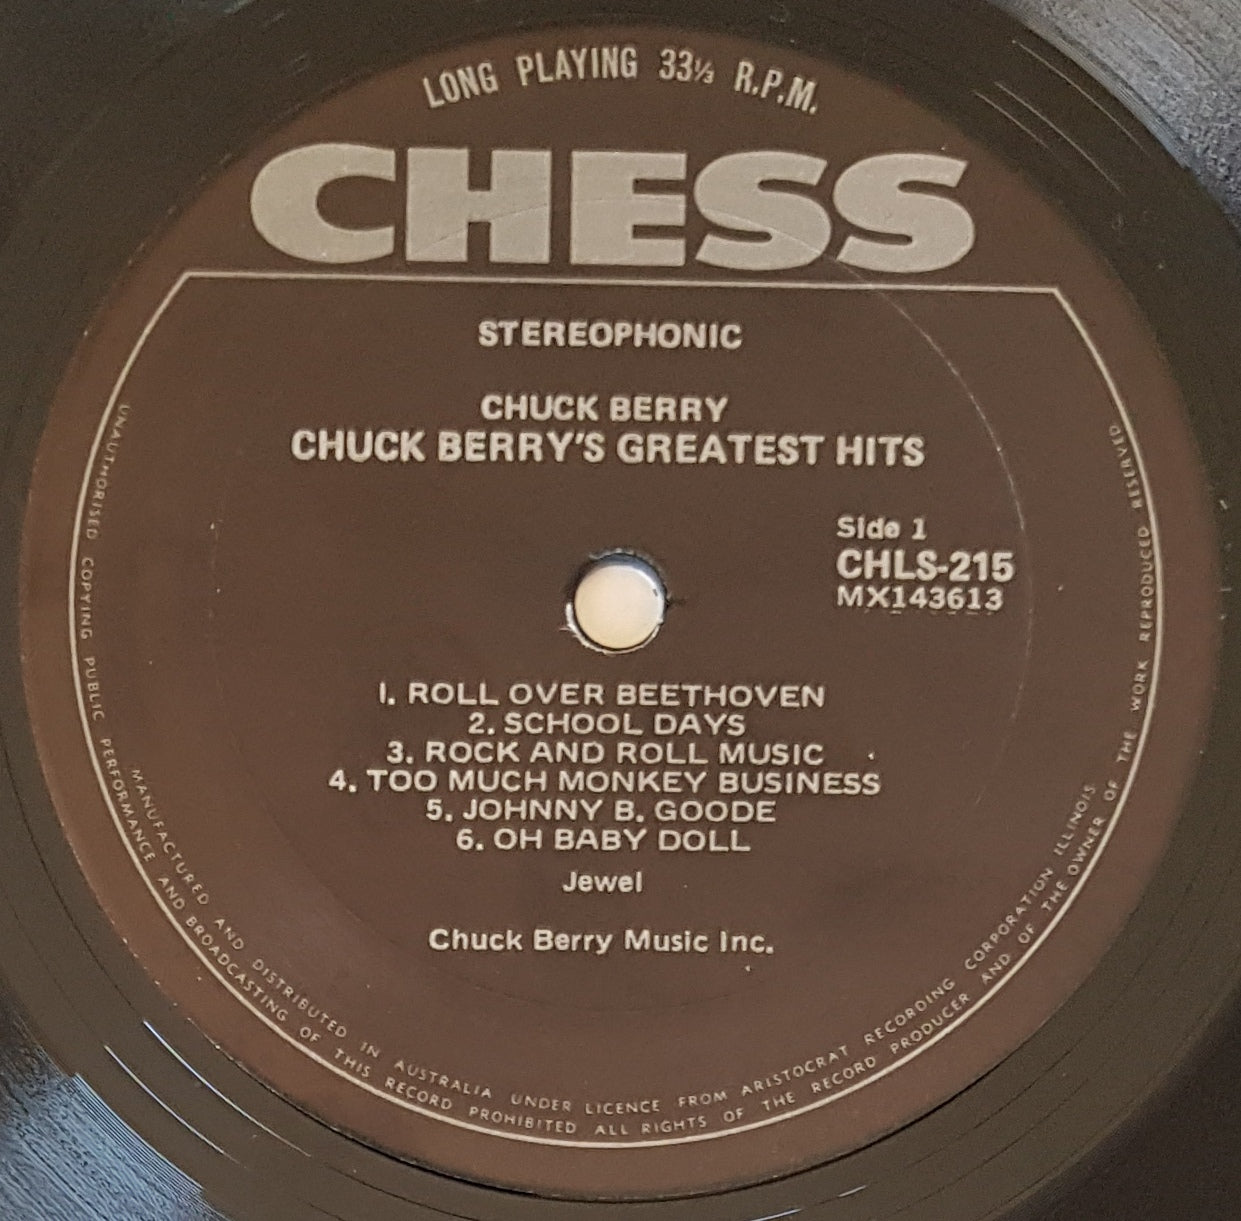 LONG PLAYING 33⅓ R.P.M.
CHESS
STEREOPHONIC
CHUCK BERRY
CHUCK BERRY'S GREATEST HITS
Side 1
CHLS-215
MX143613
1. ROLL OVER BEETHOVEN
2. SCHOOL DAYS
3. ROCK AND ROLL MUSIC
4. TOO MUCH MONKEY BUSINESS
5. JOHNNY B. GOODE
6. OH BABY DOLL
Jewel
Chuck Berry Music Inc.
MANUFACTURED AND DISTRIBUTED IN AUSTRALIA UNDER LICENCE FROM ARISTOCRAT RECORDING CORPORATION ILLINOIS
UNAUTHORISED COPYING PUBLIC PERFORMANCE AND BROADCASTING OF THIS RECORD PROHIBITED ALL RIGHTS OF THE RECORD PRODUCER AND OF THE OWNER OF THE WORK REPRODUCED RESERVED